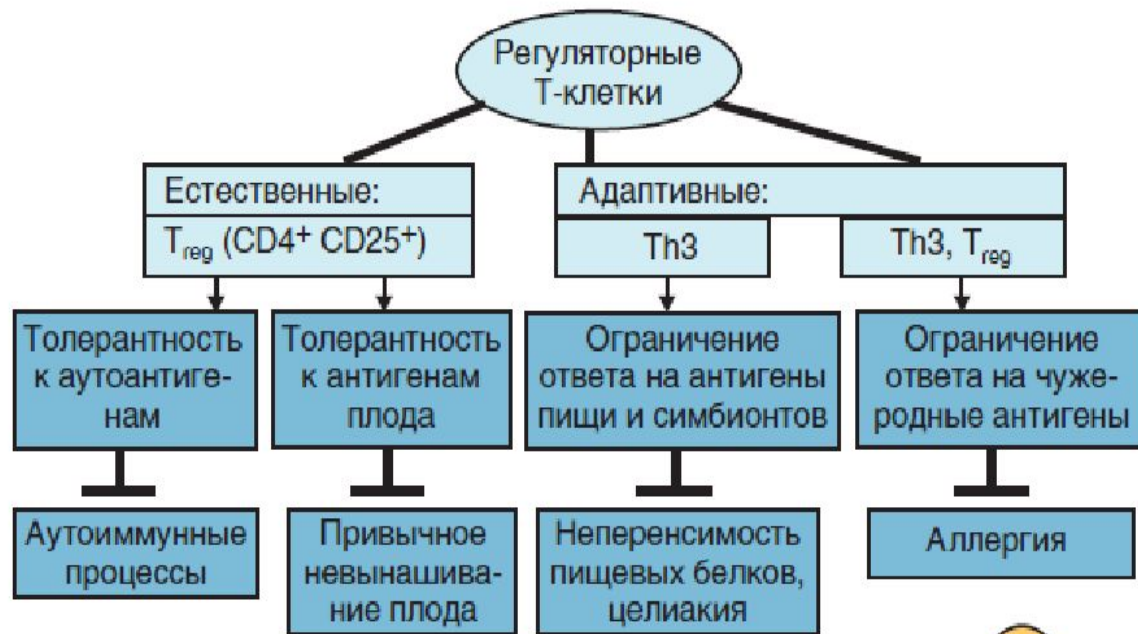 Регуляторные
Т-клетки
Естественные:
Treg (CD4+ CD25+)
Адаптивные:
Th3
Th3, Treg
Толерантность
к аутоантиге-
нам
Толерантность
к антигенам
плода
Ограничение
ответа на антигены
пищи и симбионтов
Ограничение
ответа на чуже-
родные антигены
Аутоиммунные
процессы
Привычное
невынашива-
ние плода
Неперенсимость
пищевых белков,
целиакия
Аллергия